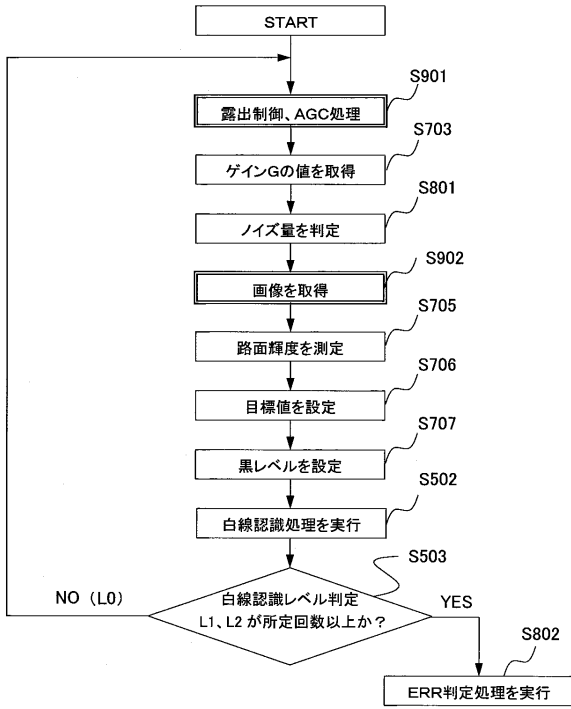 START
S901
露出制御、AGC処理
S703
ゲインGの値を取得
S801
ノイズ量を判定
S902
画像を取得
S705
路面輝度を測定
S706
目標値を設定
S707
黒レベルを設定
S502
白線認識処理を実行
S503
NO (L0)
白線認識レベル判定
L1、L2 が所定回数以上か?
YES
S802
ERR判定処理を実行